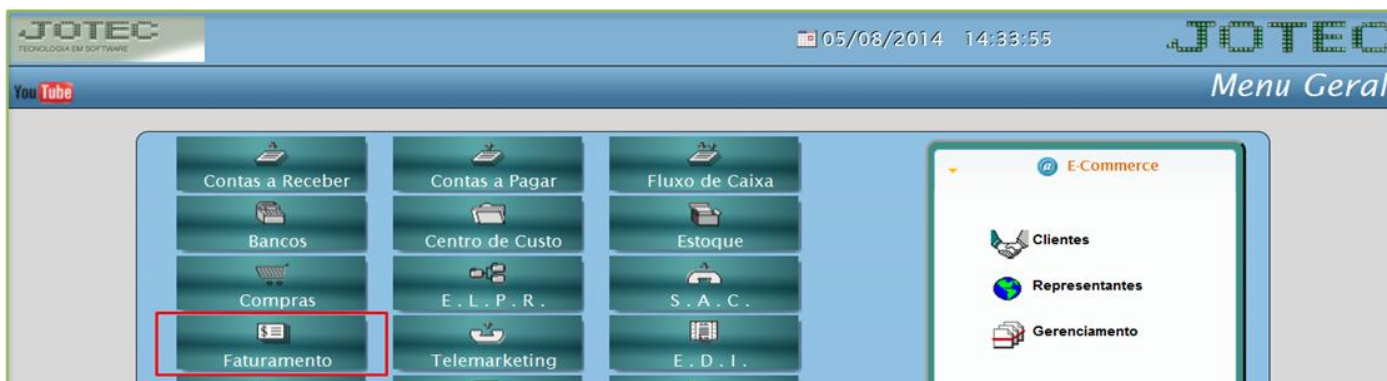 JOTEC
TECNOLOGIA EM SOFTWARE
05/08/2014 14:33:55
JOTEC
You Tube
Menu Geral
Contas a Receber
Contas a Pagar
Fluxo de Caixa
E-Commerce
Bancos
Centro de Custo
Estoque
Clientes
Compras
E.L.P.R.
S.A.C.
Representantes
Faturamento
Telemarketing
E.D.I.
Gerenciamento